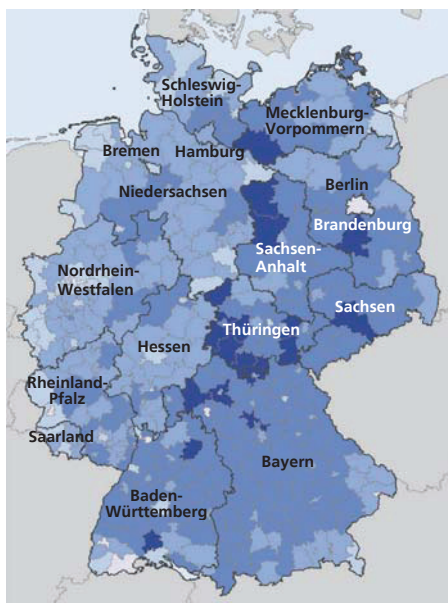 Schleswig-
Holstein
Mecklenburg-
Vorpommern
Bremen
Hamburg
Niedersachsen
Berlin
Brandenburg
Sachsen-
Anhalt
Nordrhein-
Westfalen
Sachsen
Thüringen
Hessen
Rheinland-
Pfalz
Saarland
Bayern
Baden-
Württemberg